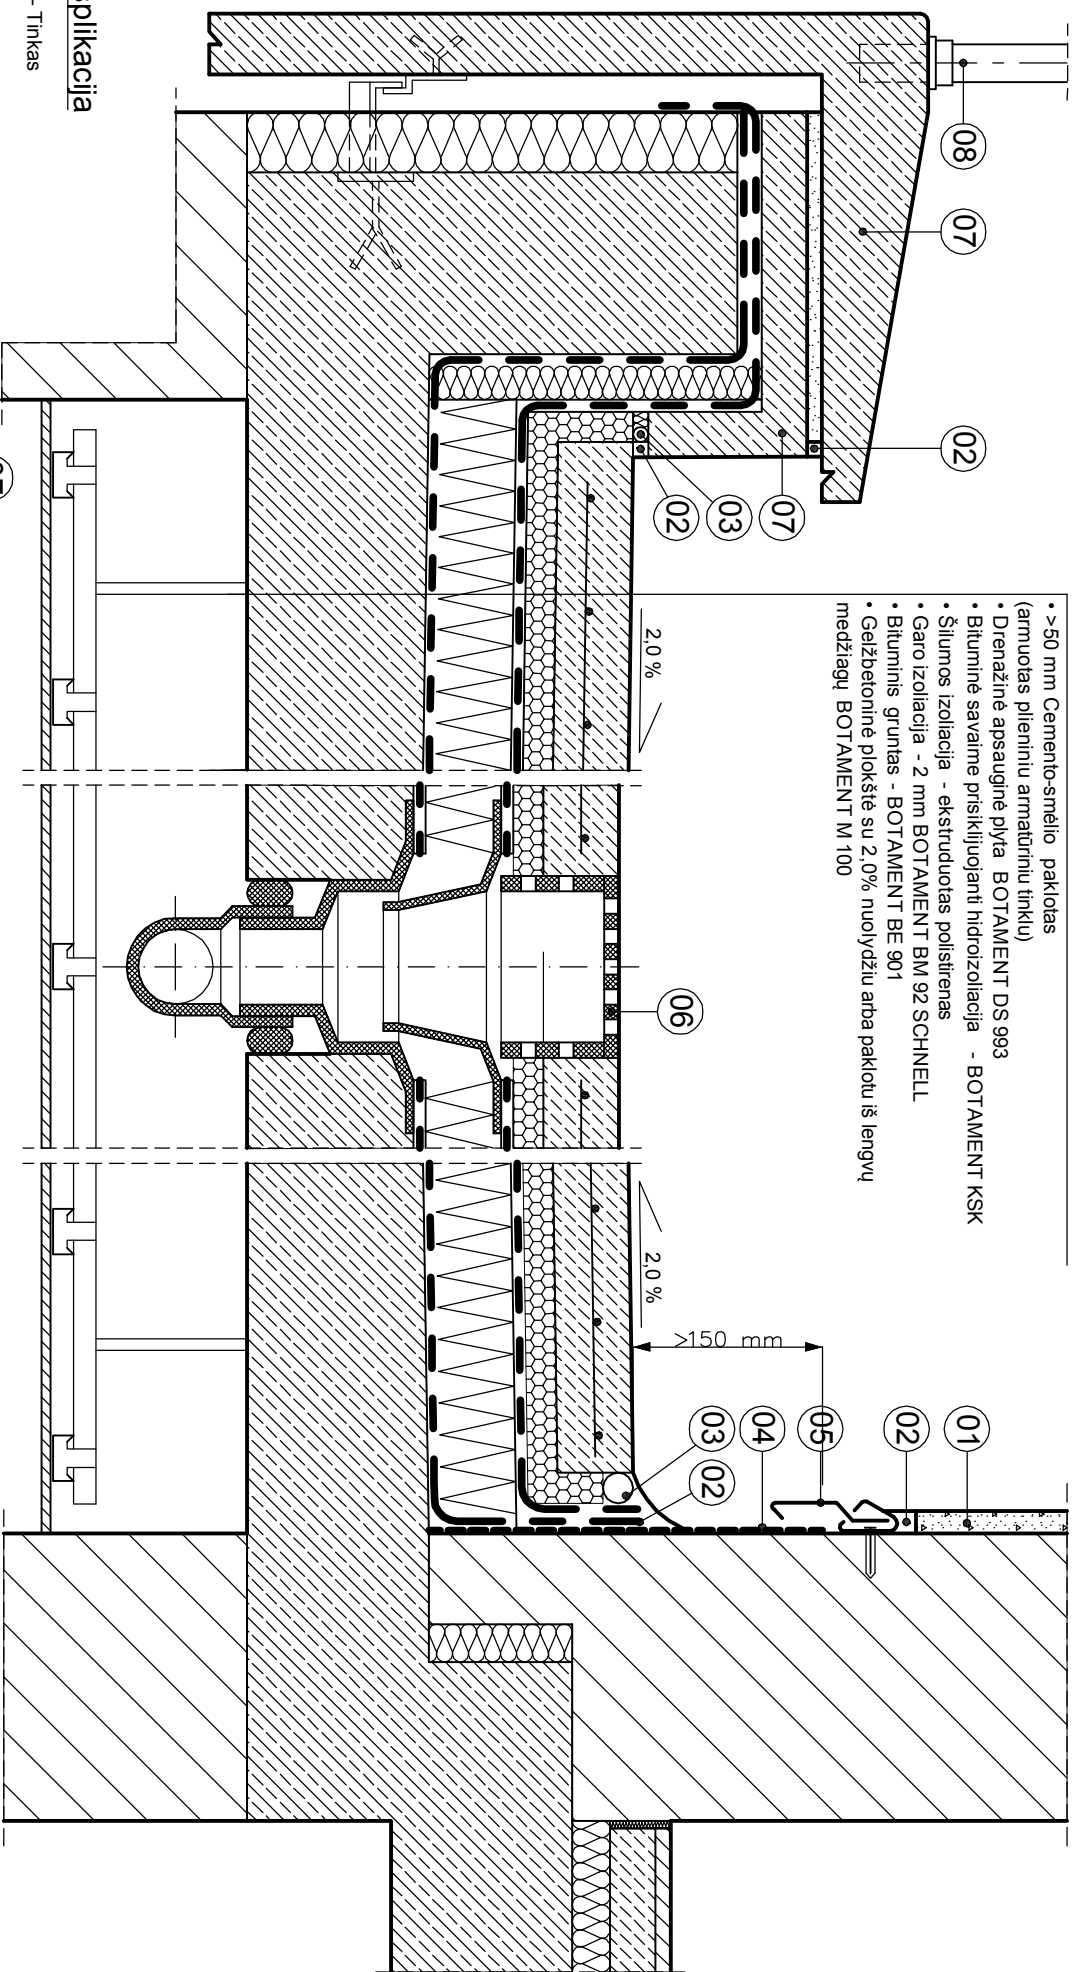 • >50 mm Cemento-smėlio paklotas
(armuotas plieniniu armatūriniu tinklu)
• Drenažinė apsauginė plyta BOTAMENT DS 993
• Bituminė savaime prisiklijuojanti hidroizoliacija - BOTAMENT KSK
• Šilumos izoliacija - ekstruduotas polistirenas
• Garo izoliacija - 2 mm BOTAMENT BM 92 SCHNELL
• Bituminis gruntas - BOTAMENT BE 901
• Gelžbetoninė plokštė su 2,0% nuolydžiu arba paklotu iš lengvų
medžiagų BOTAMENT M 100
08
07
02
07
03
02
2,0 %
06
2,0 %
>150 mm
01
02
05
04
03
02
splikacija
- Tinkas